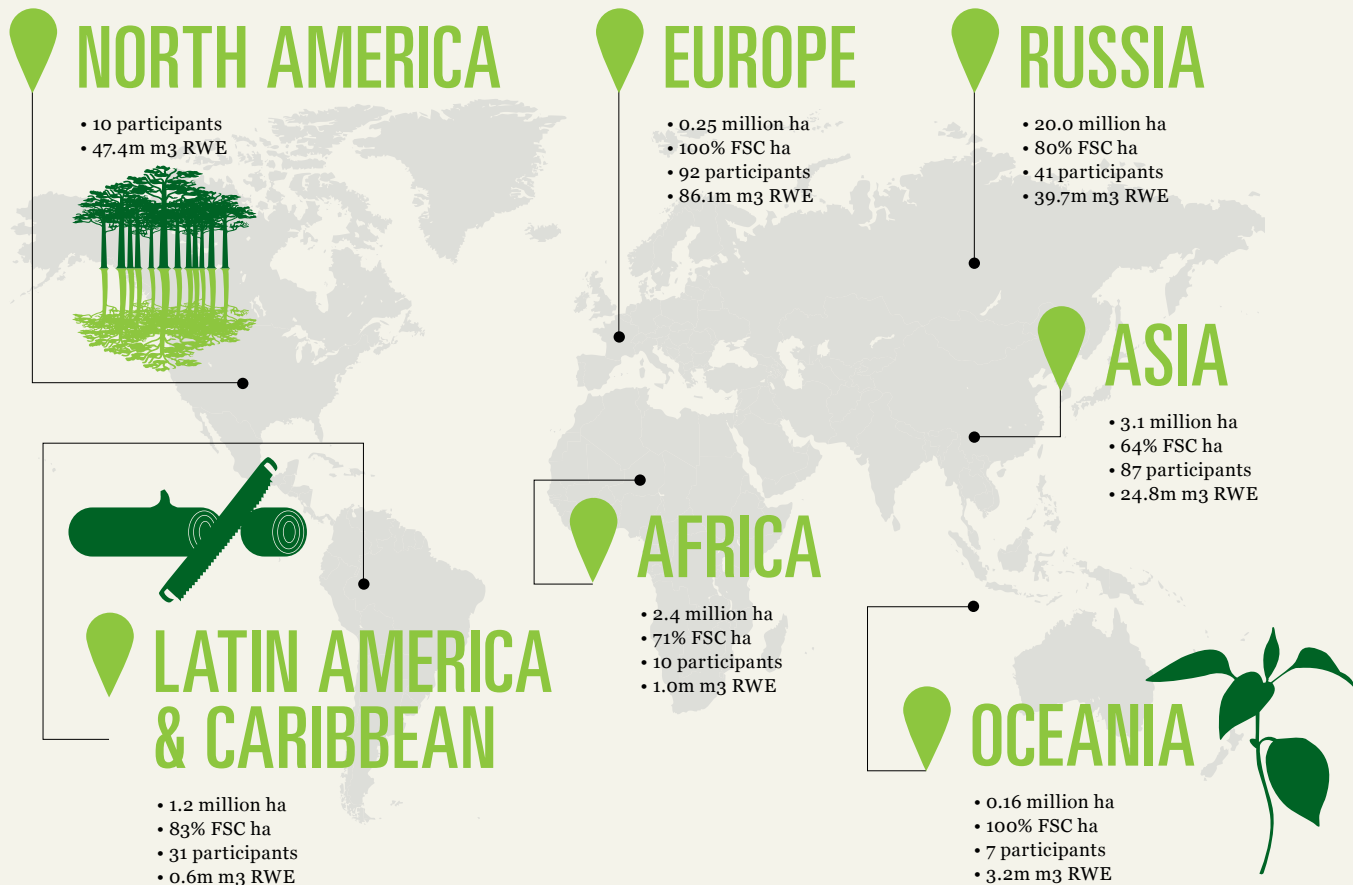 NORTH AMERICA
• 10 participants
• 47.4m m3 RWE
EUROPE
• 0.25 million ha
• 100% FSC ha
• 92 participants
• 86.1m m3 RWE
RUSSIA
• 20.0 million ha
• 80% FSC ha
• 41 participants
• 39.7m m3 RWE
ASIA
• 3.1 million ha
• 64% FSC ha
• 87 participants
• 24.8m m3 RWE
AFRICA
• 2.4 million ha
• 71% FSC ha
• 10 participants
• 1.0m m3 RWE
LATIN AMERICA
& CARIBBEAN
• 1.2 million ha
• 83% FSC ha
• 31 participants
• 0.6m m3 RWE
OCEANIA
• 0.16 million ha
• 100% FSC ha
• 7 participants
• 3.2m m3 RWE